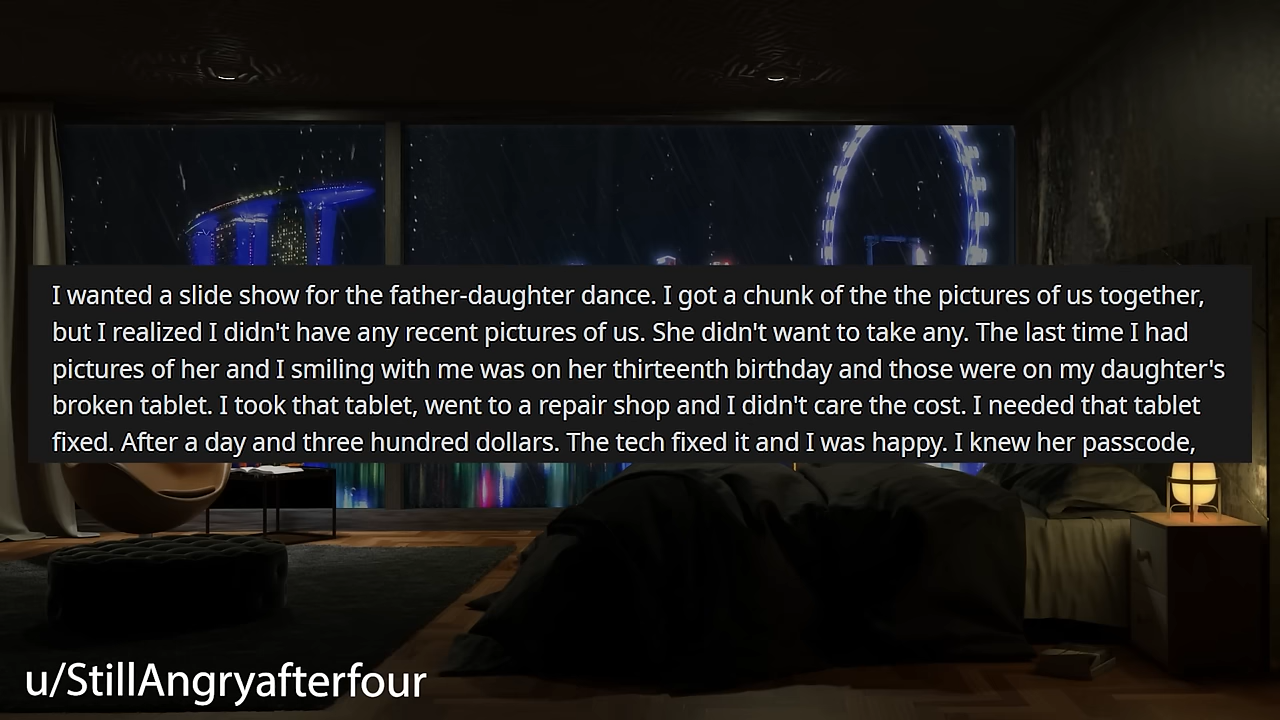 I wanted a slide show for the father-daughter dance. I got a chunk of the the pictures of us together,
but I realized I didn't have any recent pictures of us. She didn't want to take any. The last time I had
pictures of her and I smiling with me was on her thirteenth birthday and those were on my daughter's
broken tablet. I took that tablet, went to a repair shop and I didn't care the cost. I needed that tablet
fixed. After a day and three hundred dollars. The tech fixed it and I was happy. I knew her passcode,
u/StillAngryafterfour